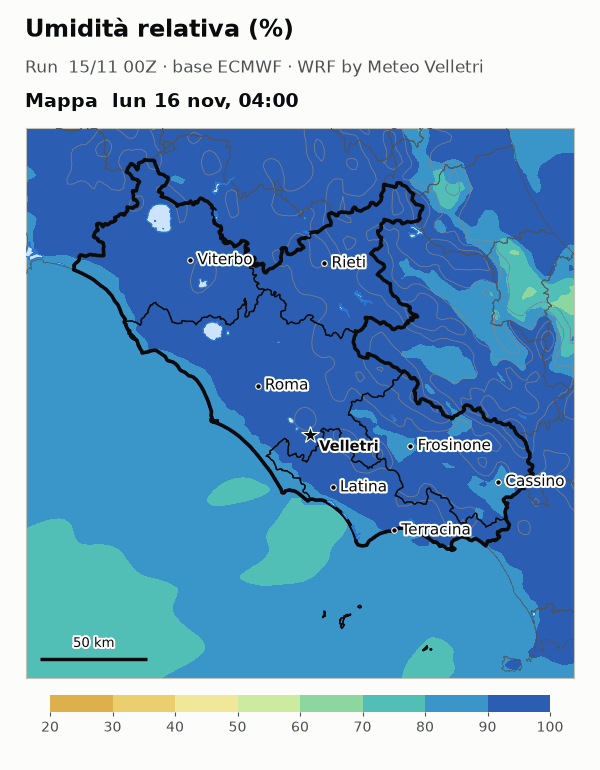 Umidità relativa (%)
Run  15/11 00Z · base ECMWF · WRF by Meteo Velletri
Mappa  lun 16 nov, 04:00
Viterbo
Rieti
Roma
Velletri
Frosinone
Cassino
Latina
Terracina
50 km
20 30 40 50 60 70 80 90 100